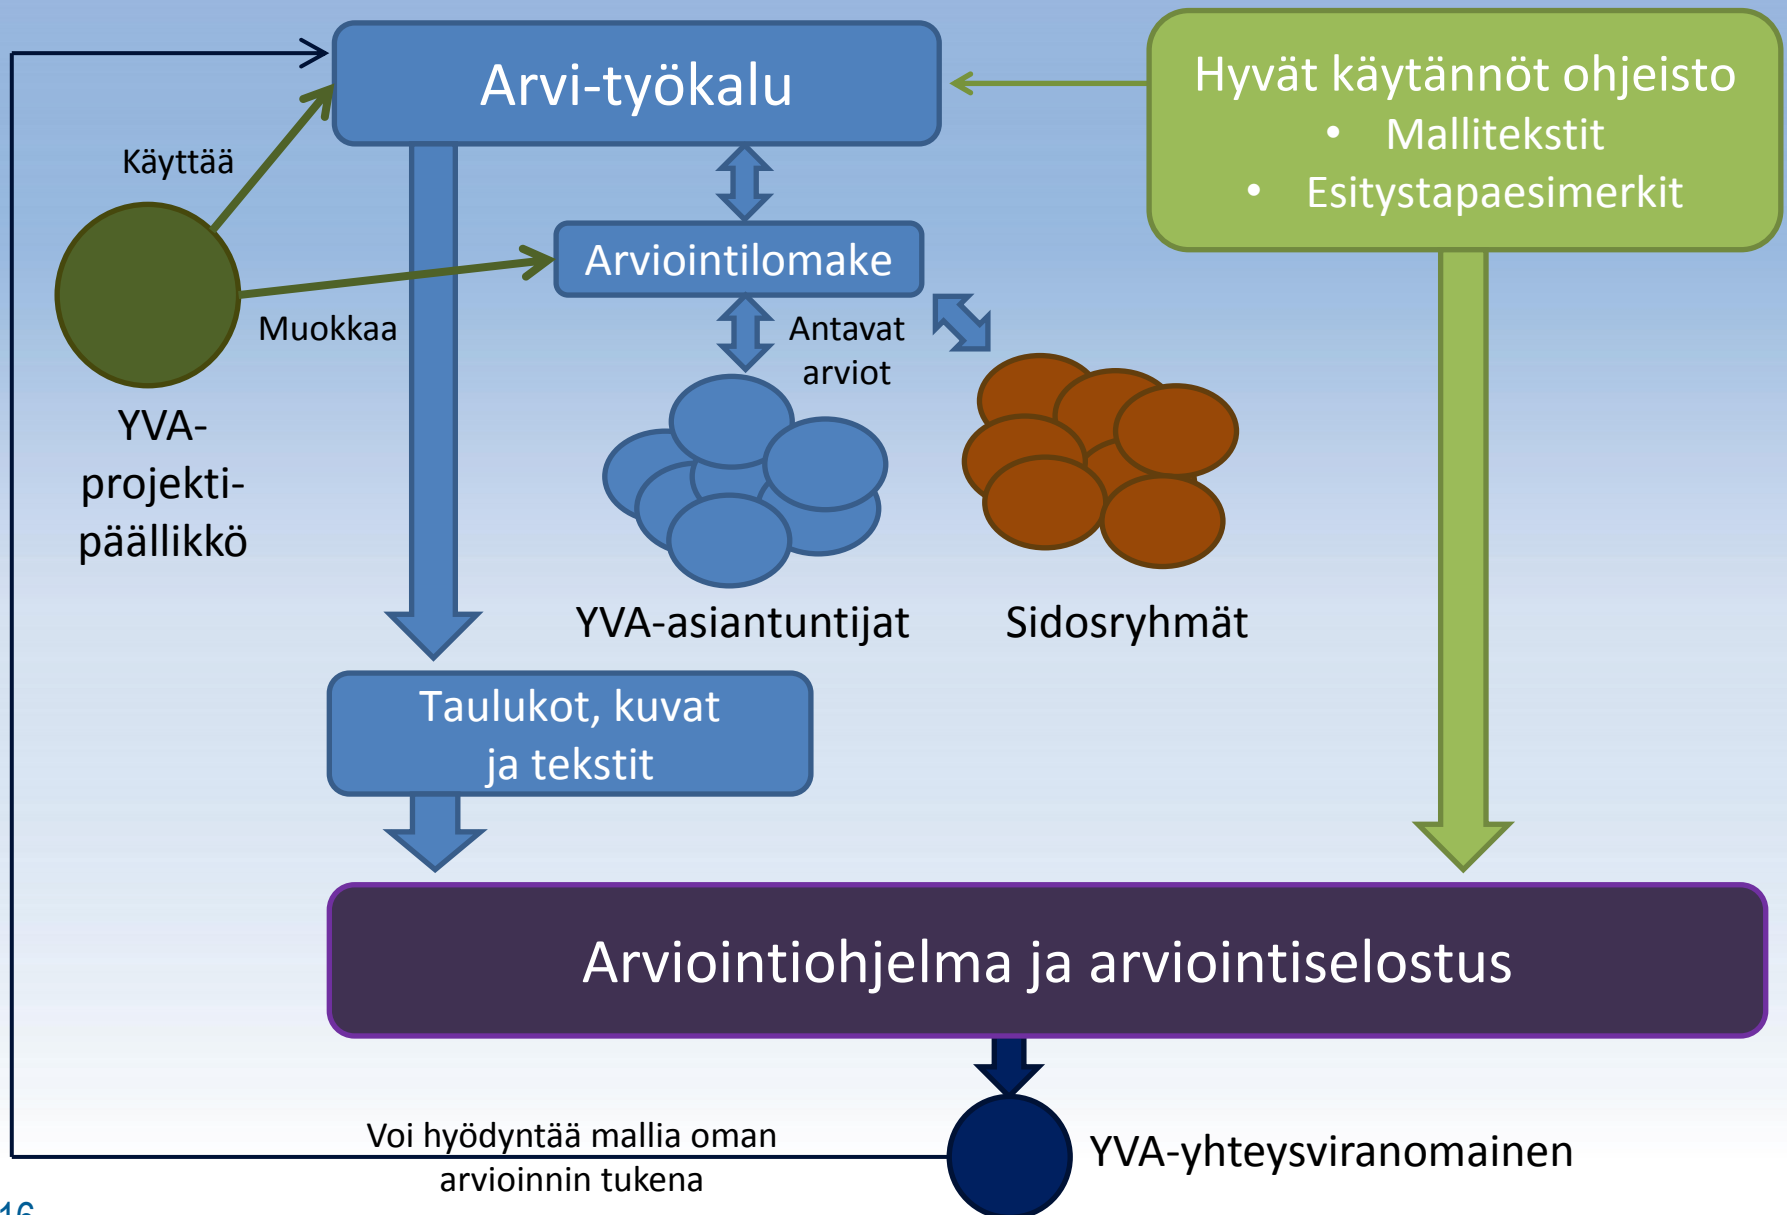 Arvi-työkalu
Hyvät käytännöt ohjeisto
• Mallitekstit
• Esitystapaesimerkit
Käyttää
Arviointilomake
Muokkaa
Antavat
arviot
YVA-
projekti-
päällikkö
YVA-asiantuntijat
Sidosryhmät
Taulukot, kuvat
ja tekstit
Arviointiohjelma ja arviointiselostus
Voi hyödyntää mallia oman
arvioinnin tukena
YVA-yhteysviranomainen